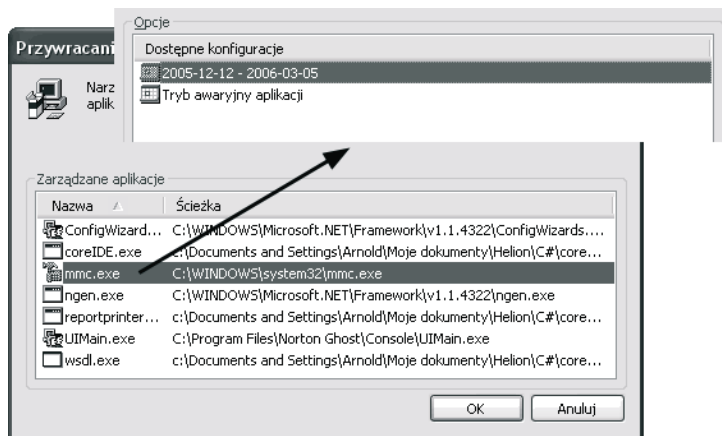 Opcje
Dostępne konfiguracje
2005-12-12 - 2006-03-05
Tryb awaryjny aplikacji
Przywracani
Narz
aplik
Zarządzane aplikacje
Nazwa Ścieżka
ConfigWizard... C:\WINDOWS\Microsoft.NET\Framework\v1.1.4322\ConfigWizards....
coreIDE.exe c:\Documents and Settings\Arnold\Moje dokumenty\Helion\C#\core...
mmc.exe C:\WINDOWS\system32\mmc.exe
ngen.exe C:\WINDOWS\Microsoft.NET\Framework\v1.1.4322\ngen.exe
reportprinter... c:\Documents and Settings\Arnold\Moje dokumenty\Helion\C#\core...
UIMain.exe C:\Program Files\Norton Ghost\Console\UIMain.exe
wsdl.exe c:\Documents and Settings\Arnold\Moje dokumenty\Helion\C#\core...
OK Anuluj